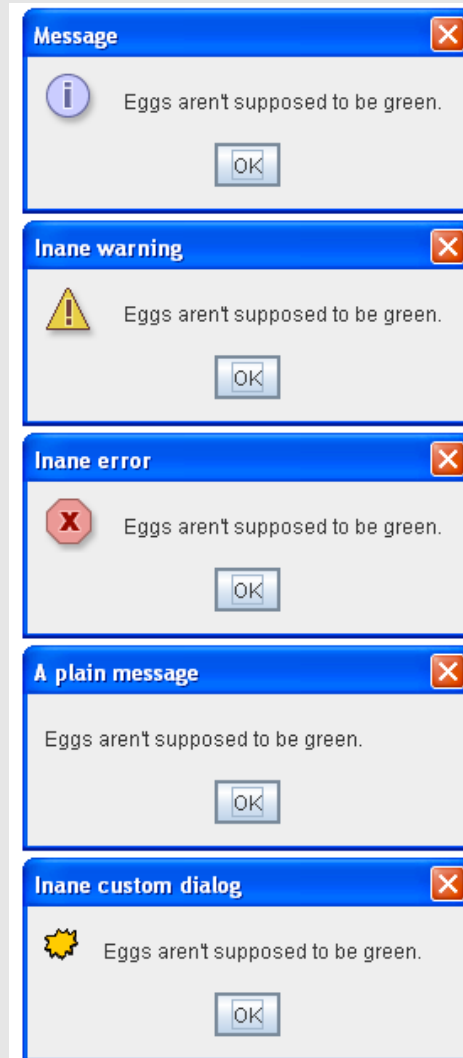 Message
Eggs aren't supposed to be green.
OK
Inane warning
Eggs aren't supposed to be green.
OK
Inane error
Eggs aren't supposed to be green.
OK
A plain message
Eggs aren't supposed to be green.
OK
Inane custom dialog
Eggs aren't supposed to be green.
OK